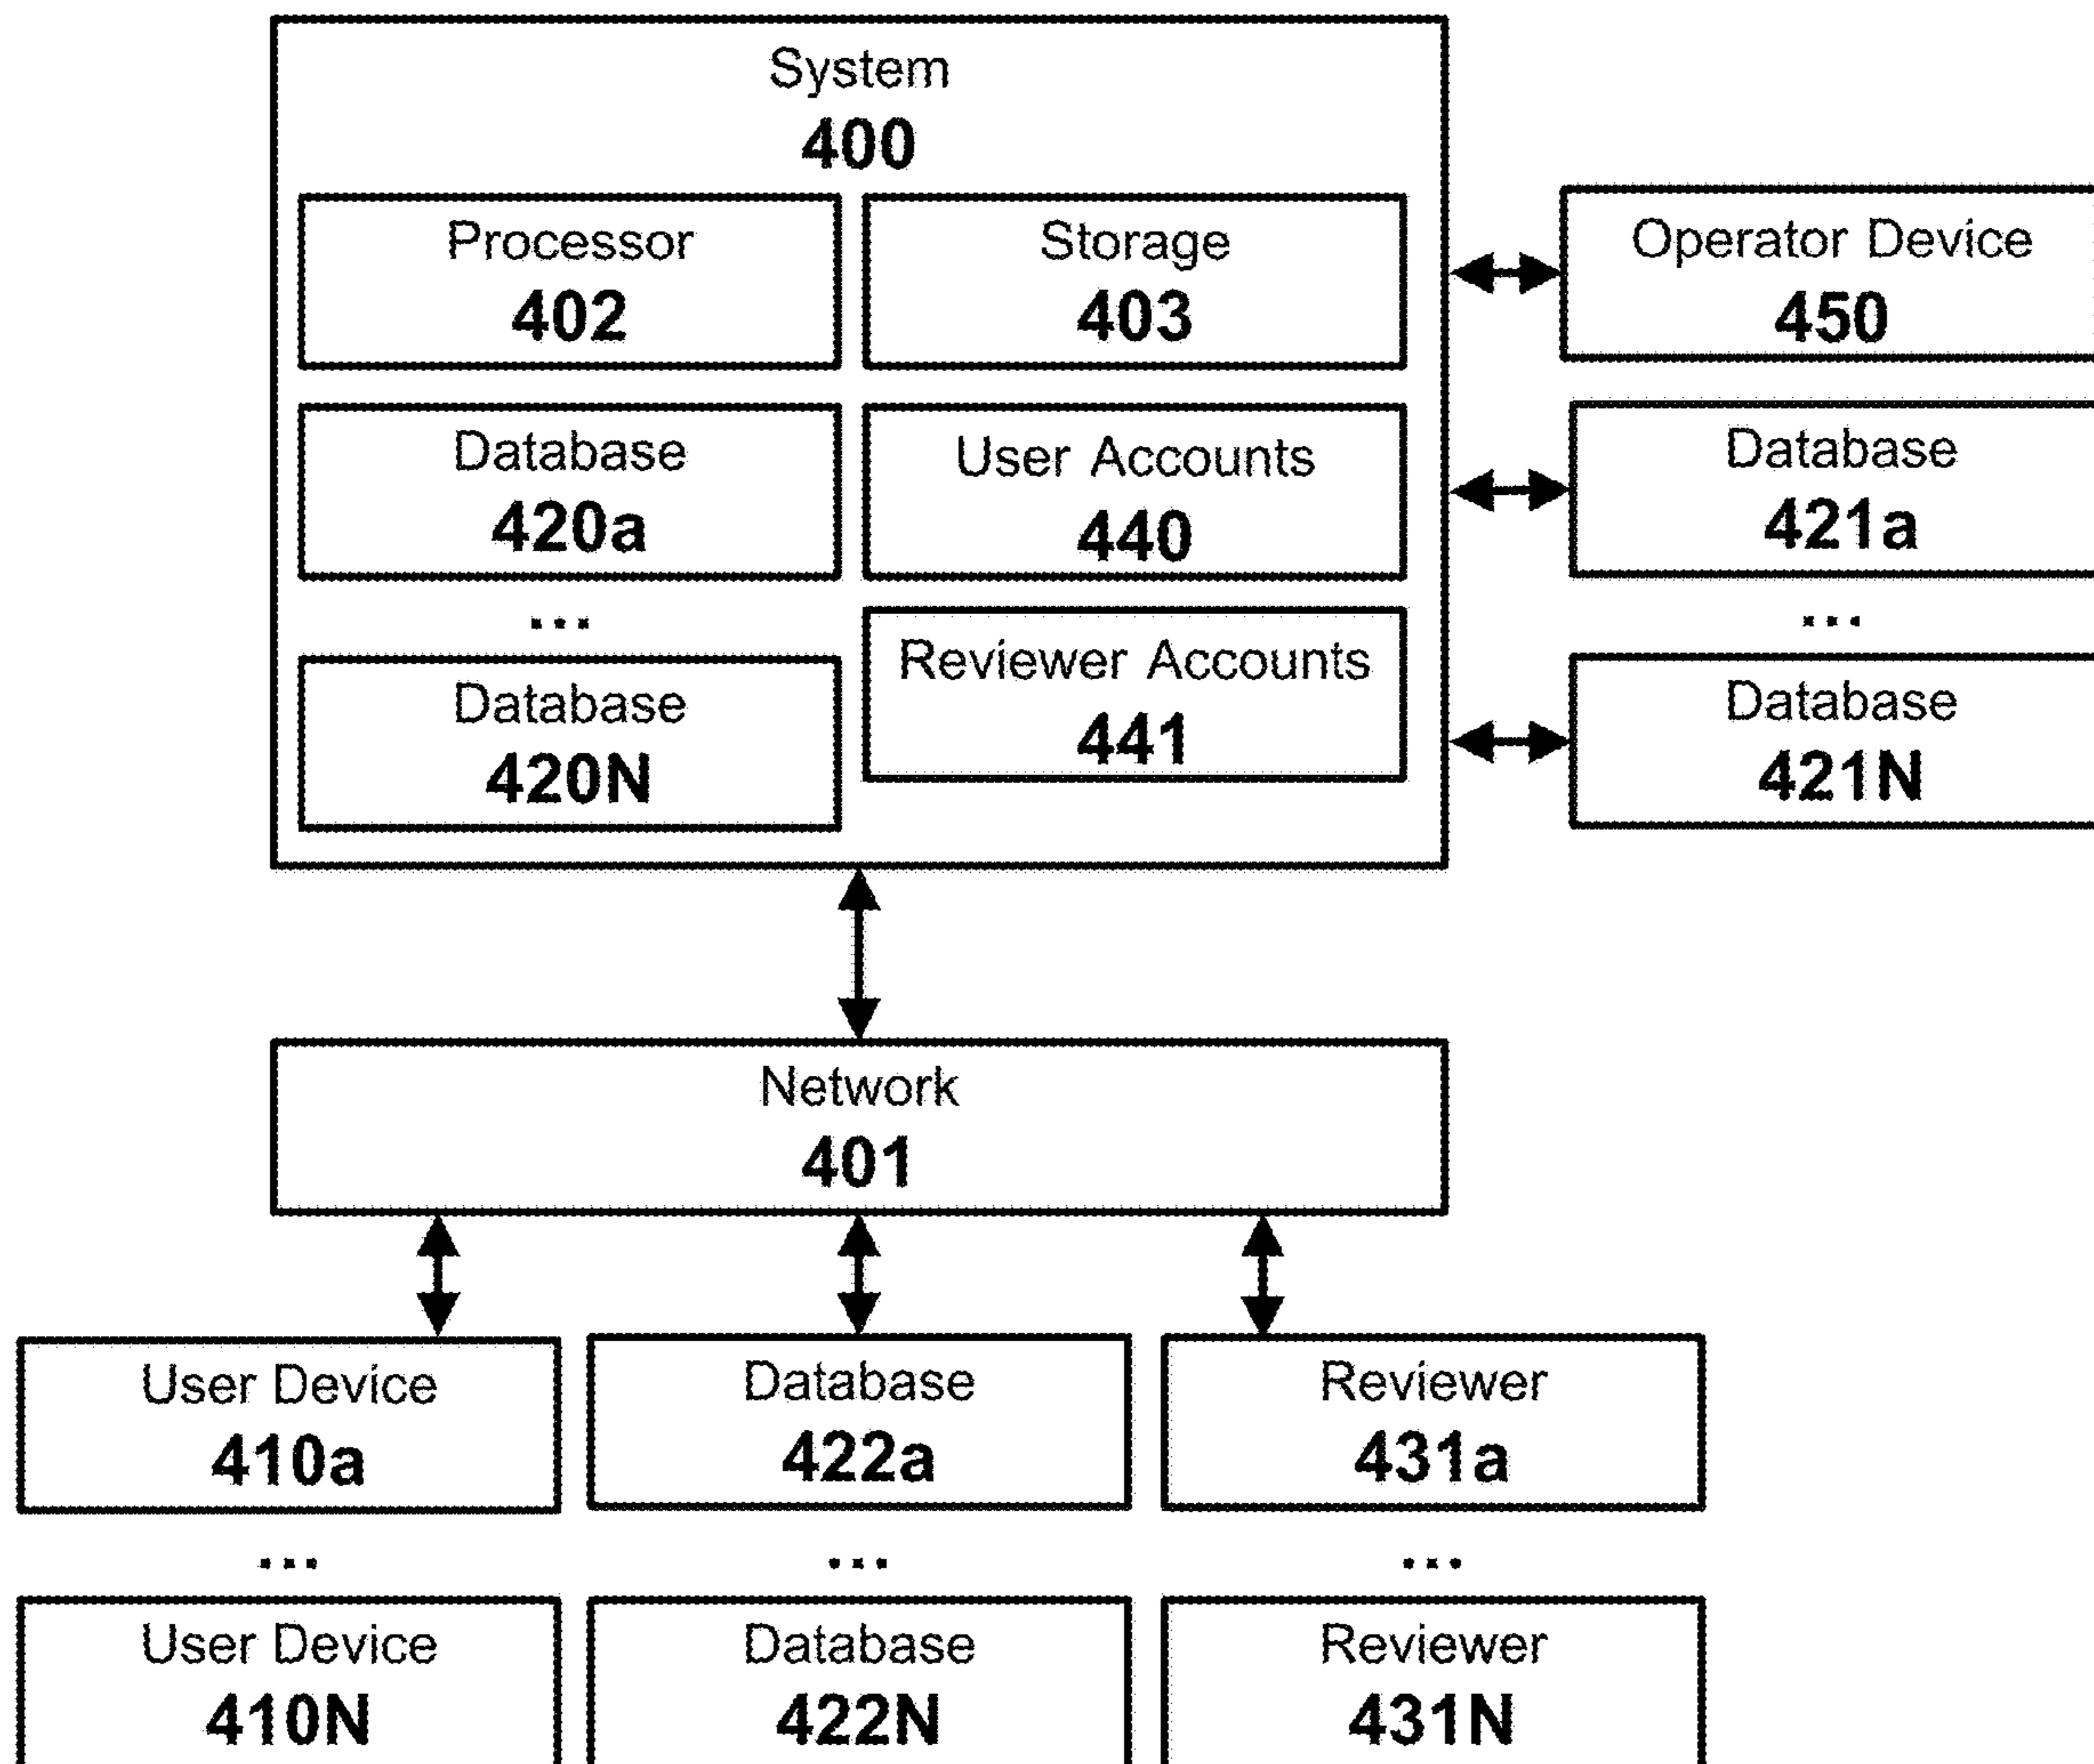 System
400
Processor
402
Storage
403
Operator Device
450
Database
420a
User Accounts
440
Database
421a
...
...
Reviewer Accounts
441
Database
420N
Database
421N
Network
401
User Device
410a
Database
422a
Reviewer
431a
...
...
...
User Device
410N
Database
422N
Reviewer
431N